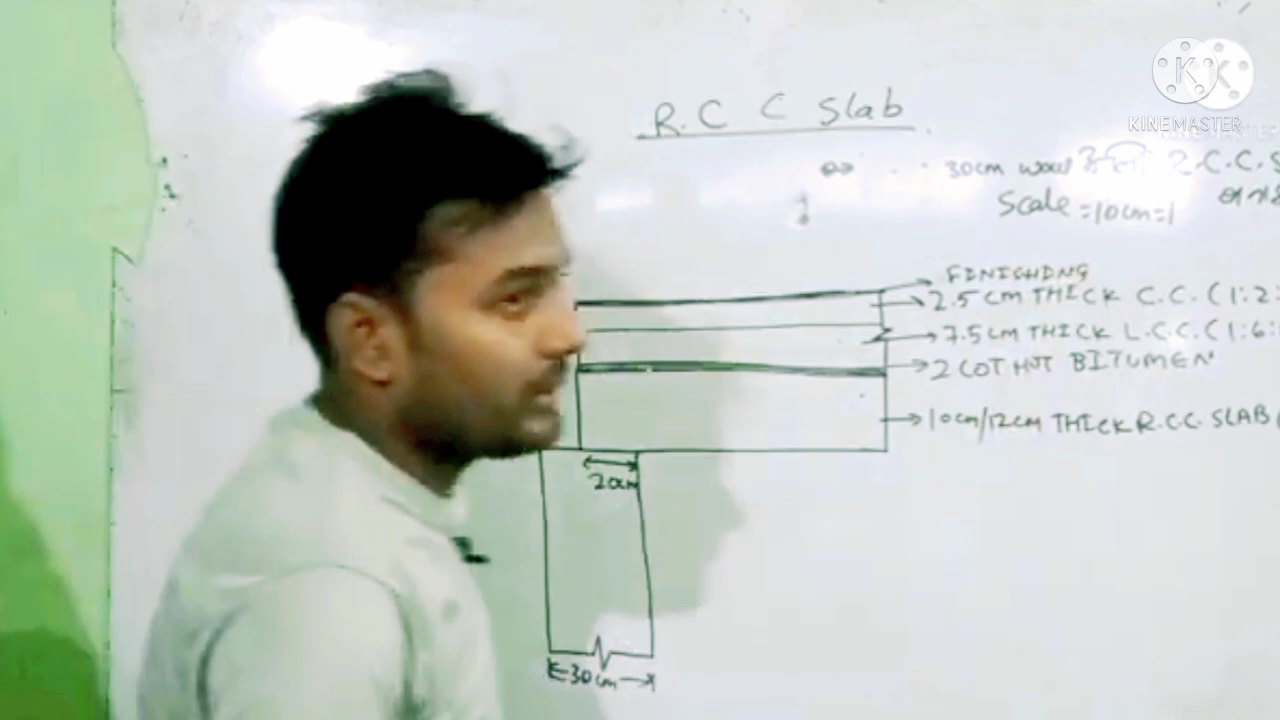 R.C C Slab
30cm wall R.C.C.S
Scale =10cm=1
FINISHING
2.5 CM THICK C.C. (1:2:
7.5 CM THICK L.C.C. (1:6:
2 COT HOT BITUMEN
10cm/12cm THICK R.C.C. SLAB (
20cm
30cm
K
KINEMASTER